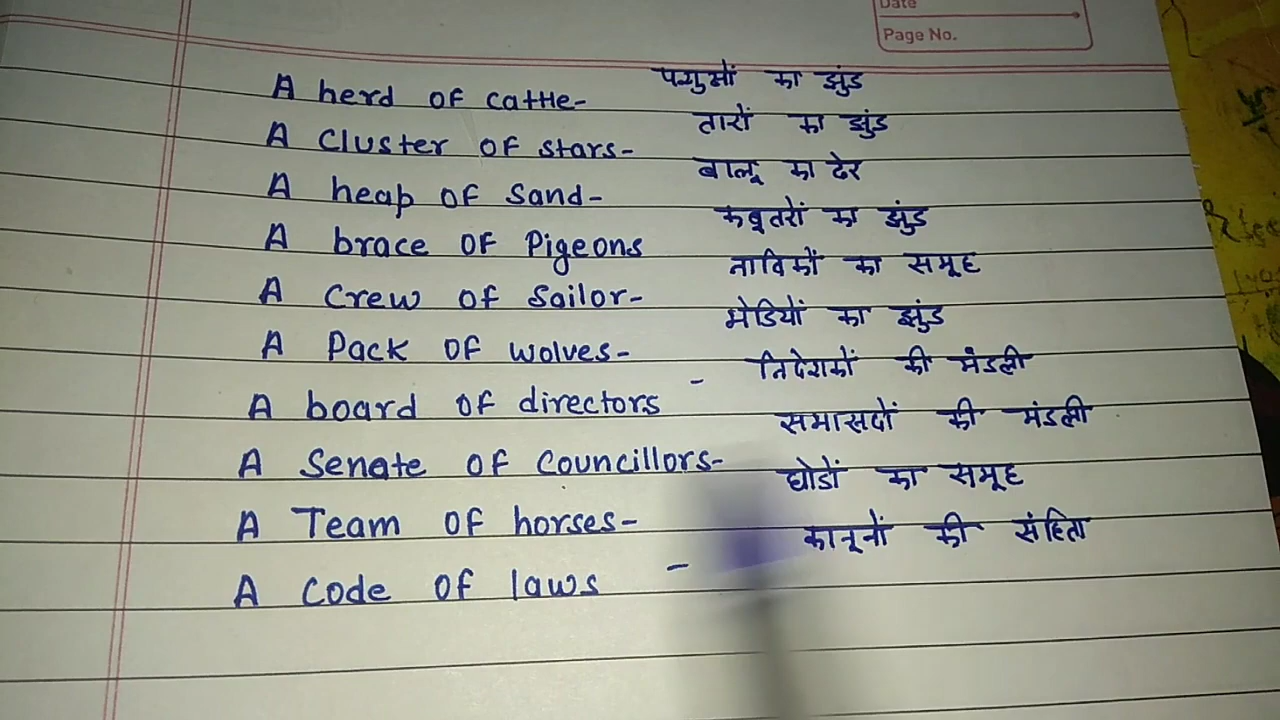 Date
Page No.
A herd of cattle- पशुओं का झुंड
A Cluster of stars- तारों का झुंड
A heap of Sand- बालू का ढेर
A brace of Pigeons कबूतरों का झुंड
A Crew of Sailor- नाविकों का समूह
A Pack of wolves- भेडियों का झुंड
A board of directors - निदेशकों की मंडली
A Senate of Councillors- सभासदों की मंडली
A Team of horses- घोडों का समूह
A Code of laws - कानूनों की संहिता